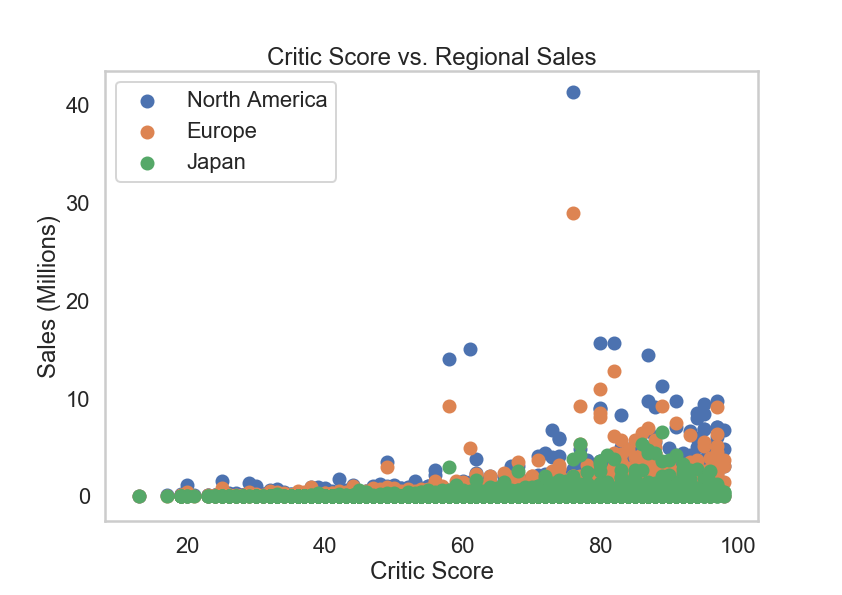 Critic Score vs. Regional Sales
North America
Europe
Japan
Sales (Millions)
40
30
20
10
0
20 40 60 80 100
Critic Score